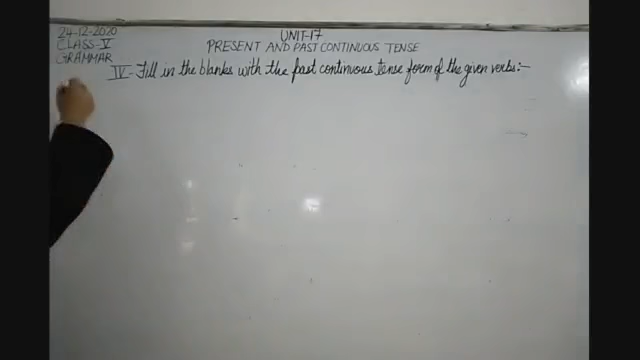 24-12-2020
CLASS-V
GRAMMAR
UNIT-17
PRESENT AND PAST CONTINUOUS TENSE
IV- Fill in the blanks with the past continuous tense form of the given verbs:-